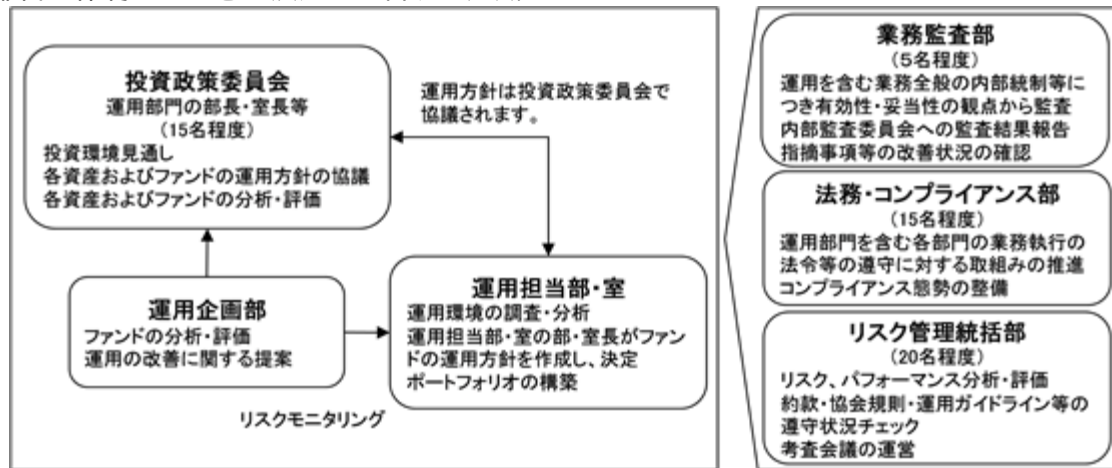 投資政策委員会
運用部門の部長・室長等
(15名程度)
投資環境見通し
各資産およびファンドの運用方針の協議
各資産およびファンドの分析・評価
運用方針は投資政策委員会で
協議されます。
運用企画部
ファンドの分析・評価
運用の改善に関する提案
運用担当部・室
運用環境の調査・分析
運用担当部・室の部・室長がファン
ドの運用方針を作成し、決定
ポートフォリオの構築
リスクモニタリング
業務監査部
(5名程度)
運用を含む業務全般の内部統制等に
つき有効性・妥当性の観点から監査
内部監査委員会への監査結果報告
指摘事項等の改善状況の確認
法務・コンプライアンス部
(15名程度)
運用部門を含む各部門の業務執行の
法令等の遵守に対する取組みの推進
コンプライアンス態勢の整備
リスク管理統括部
(20名程度)
リスク、パフォーマンス分析・評価
約款・協会規則・運用ガイドライン等の
遵守状況チェック
考査会議の運営